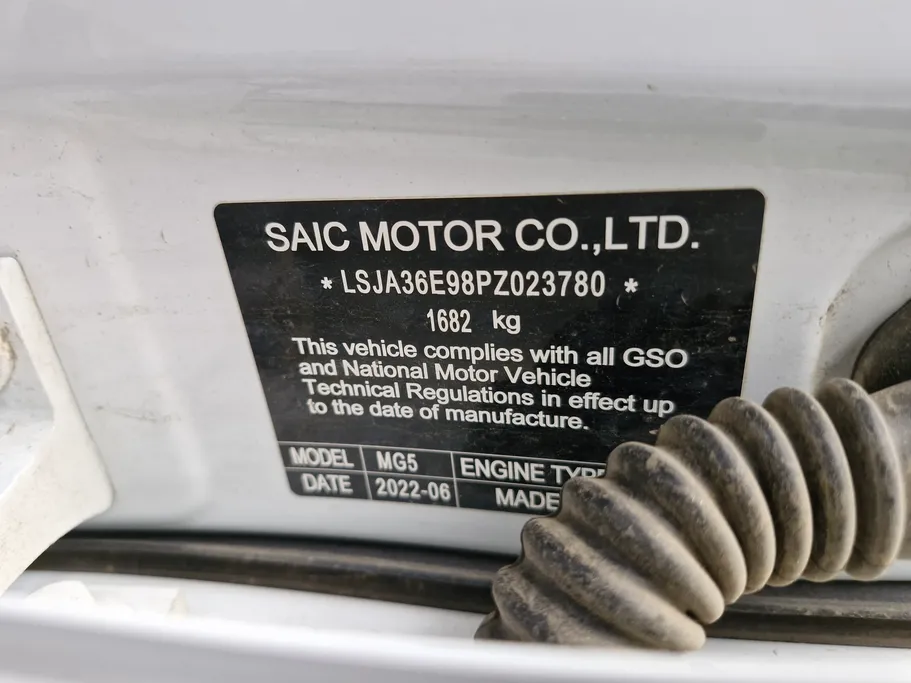 SAIC MOTOR CO.,LTD.
* LSJA36E98PZ023780 *
1682 kg
This vehicle complies with all GSO
and National Motor Vehicle
Technical Regulations in effect up
to the date of manufacture.
MODEL MG5 ENGINE
DATE 2022-06 MADE